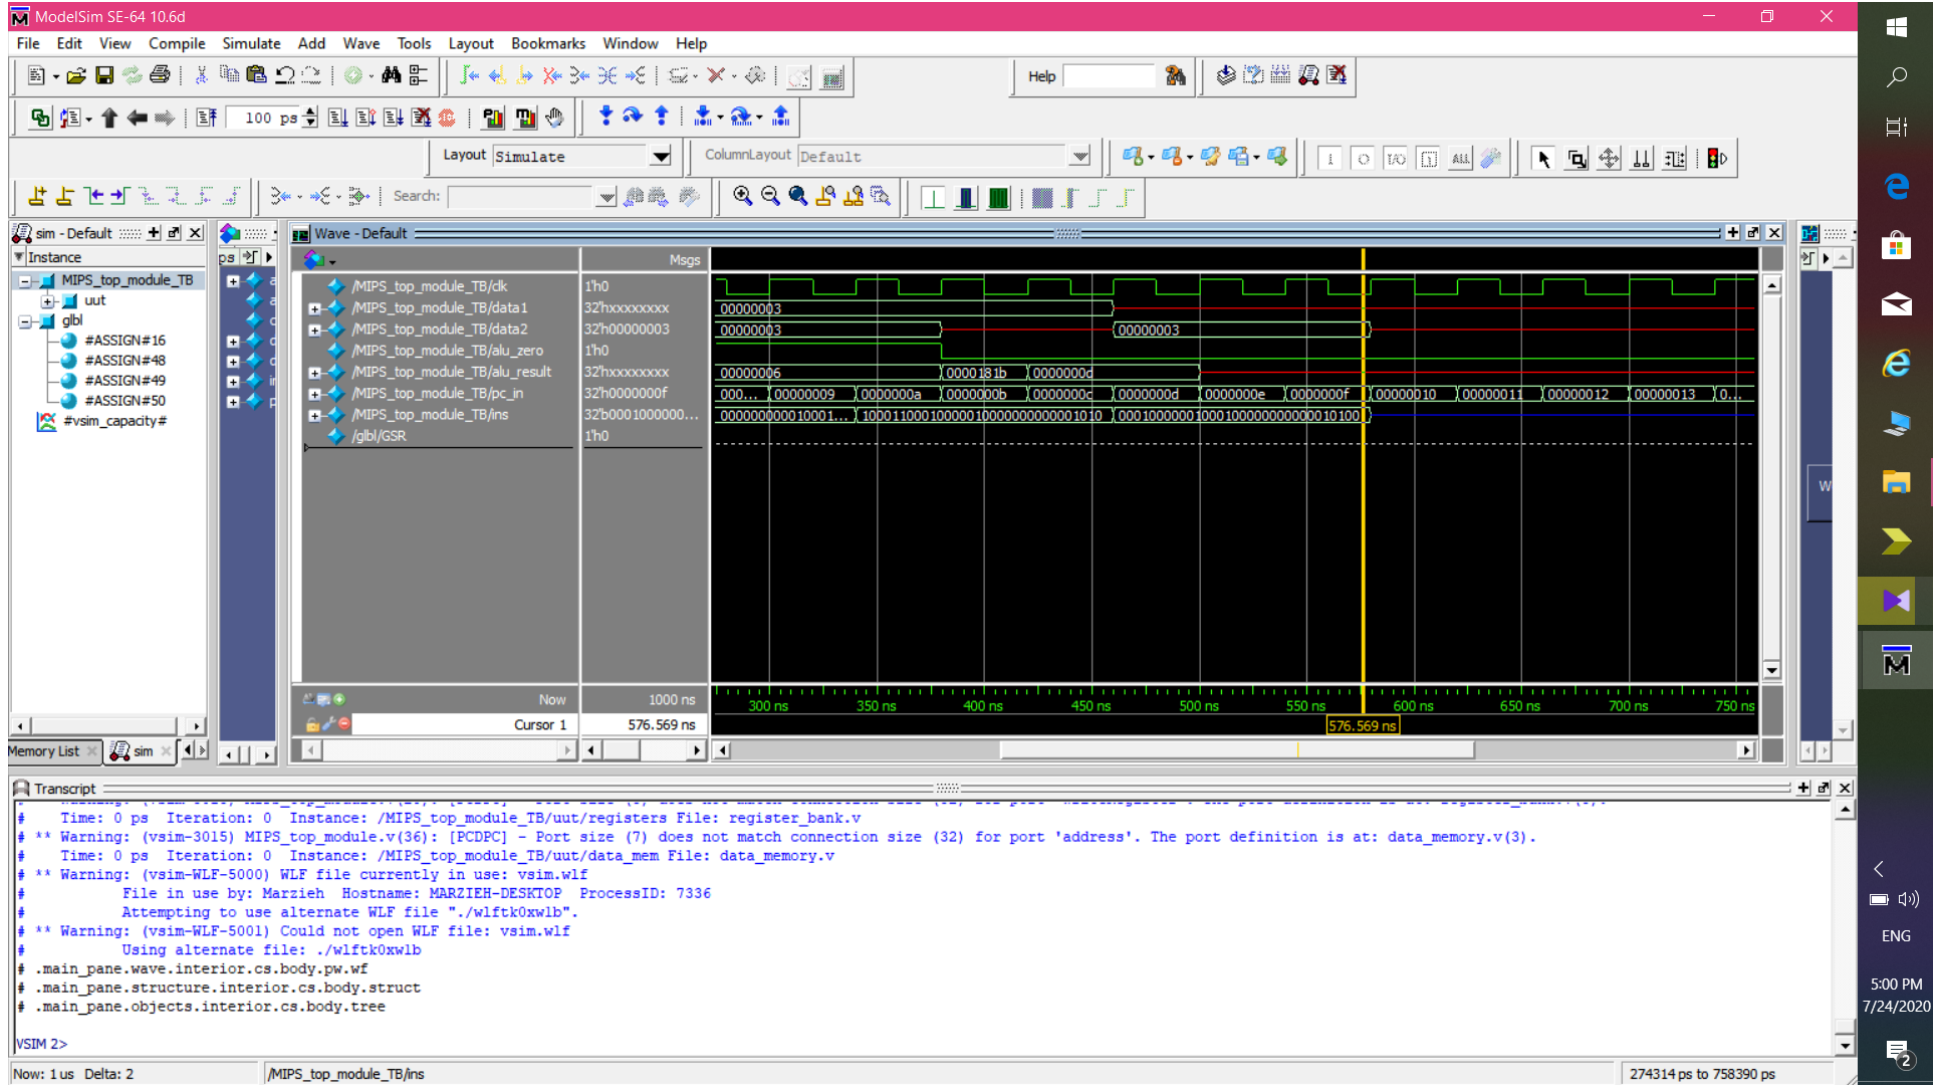 ModelSim SE-64 10.6d
File Edit View Compile Simulate Add Wave Tools Layout Bookmarks Window Help
Help
100 ps
Layout Simulate ColumnLayout Default
ALL
Search:
sim - Default
Wave - Default
Instance
Msgs
MIPS_top_module_TB
uut
glbl
#ASSIGN#16
#ASSIGN#48
#ASSIGN#49
#ASSIGN#50
#vsim_capacity#
/MIPS_top_module_TB/clk 1'h0
/MIPS_top_module_TB/data1 32'hxxxxxxxx 00000003
/MIPS_top_module_TB/data2 32'h00000003 00000003 00000003
/MIPS_top_module_TB/alu_zero 1'h0
/MIPS_top_module_TB/alu_result 32'hxxxxxxxx 00000006 0000181b 0000000d
/MIPS_top_module_TB/pc_in 32'h0000000f 000... 00000009 0000000a 0000000b 0000000c 0000000d 0000000e 0000000f 00000010 00000011 00000012 00000013 0...
/MIPS_top_module_TB/ins 32'b0001000000... 000000000010001... 10001100010000010000000000001010 00010000001000100000000000010100
/glbl/GSR 1'h0
Now 1000 ns
300 ns 350 ns 400 ns 450 ns 500 ns 550 ns 600 ns 650 ns 700 ns 750 ns
Cursor 1 576.569 ns 576.569 ns
Memory List sim
Transcript
# Time: 0 ps Iteration: 0 Instance: /MIPS_top_module_TB/uut/registers File: register_bank.v
# ** Warning: (vsim-3015) MIPS_top_module.v(36): [PCDPC] - Port size (7) does not match connection size (32) for port 'address'. The port definition is at: data_memory.v(3).
# Time: 0 ps Iteration: 0 Instance: /MIPS_top_module_TB/uut/data_mem File: data_memory.v
# ** Warning: (vsim-WLF-5000) WLF file currently in use: vsim.wlf
# File in use by: Marzieh Hostname: MARZIEH-DESKTOP ProcessID: 7336
# Attempting to use alternate WLF file "./wlftk0xwlb".
# ** Warning: (vsim-WLF-5001) Could not open WLF file: vsim.wlf
# Using alternate file: ./wlftk0xwlb
# .main_pane.wave.interior.cs.body.pw.wf
# .main_pane.structure.interior.cs.body.struct
# .main_pane.objects.interior.cs.body.tree
VSIM 2>
Now: 1 us Delta: 2 /MIPS_top_module_TB/ins 274314 ps to 758390 ps
ENG
5:00 PM
7/24/2020
2